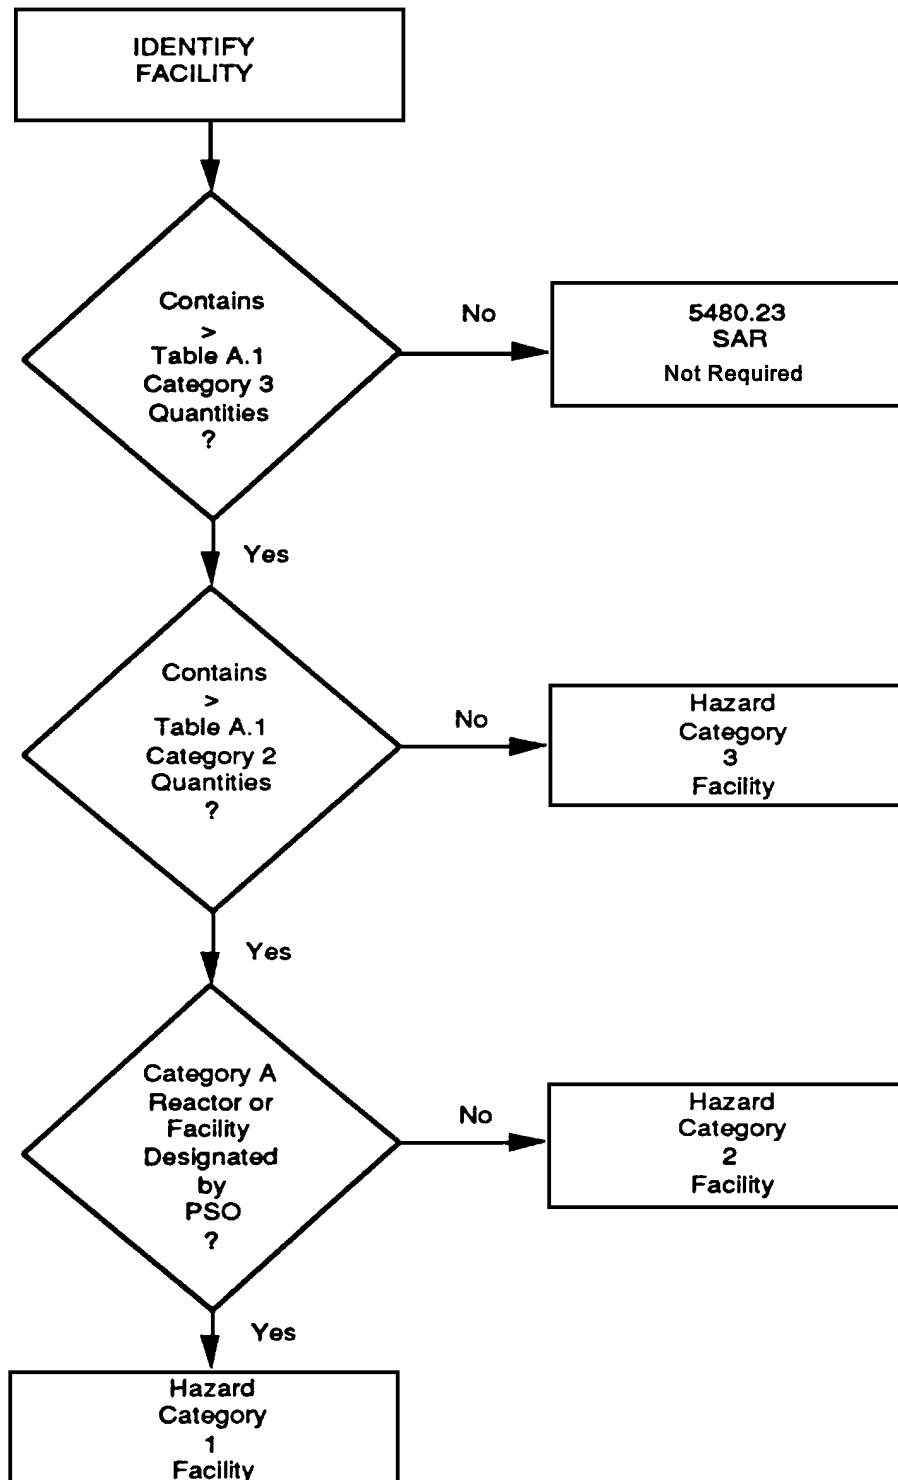 IDENTIFY
FACILITY
Contains
>
Table A.1
Category 3
Quantities
?
No
5480.23
SAR
Not Required
Yes
Contains
>
Table A.1
Category 2
Quantities
?
No
Hazard
Category
3
Facility
Yes
Category A
Reactor or
Facility
Designated
by
PSO
?
No
Hazard
Category
2
Facility
Yes
Hazard
Category
1
Facility